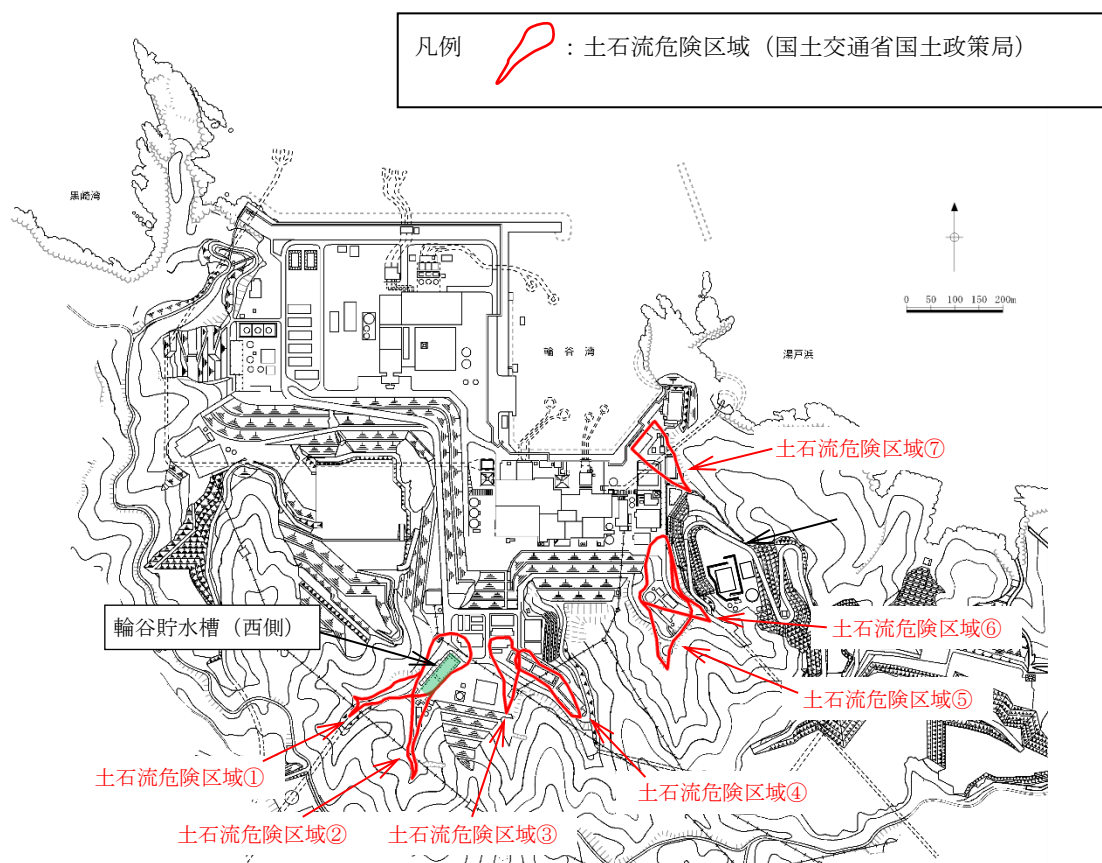 凡例 : 土石流危険区域(国土交通省国土政策局)
黒崎湾
0 50 100 150 200m
輪谷湾
湯戸浜
土石流危険区域⑦
輪谷貯水槽(西側)
土石流危険区域⑥
土石流危険区域⑤
土石流危険区域①
土石流危険区域④
土石流危険区域②
土石流危険区域③